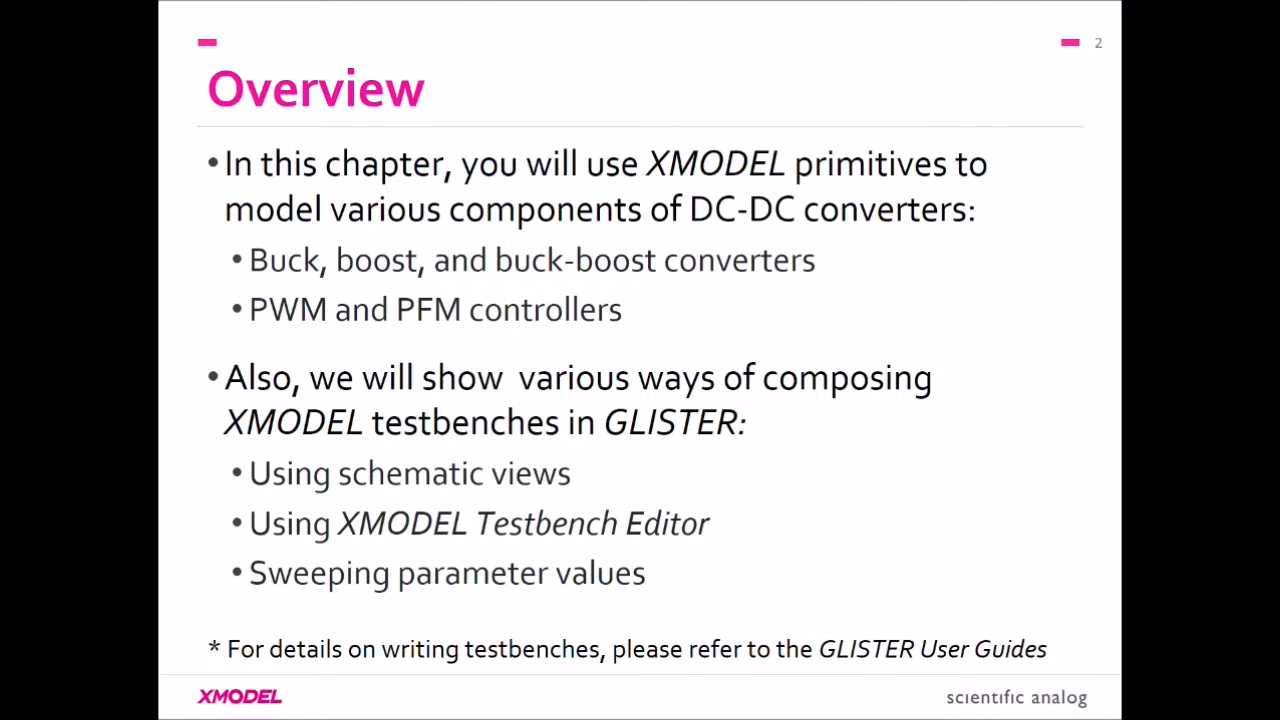 2
Overview
•In this chapter, you will use XMODEL primitives to
model various components of DC-DC converters:
•Buck, boost, and buck-boost converters
•PWM and PFM controllers
•Also, we will show  various ways of composing
XMODEL testbenches in GLISTER:
•Using schematic views
•Using XMODEL Testbench Editor
•Sweeping parameter values
* For details on writing testbenches, please refer to the GLISTER User Guides
XMODEL
scientific analog